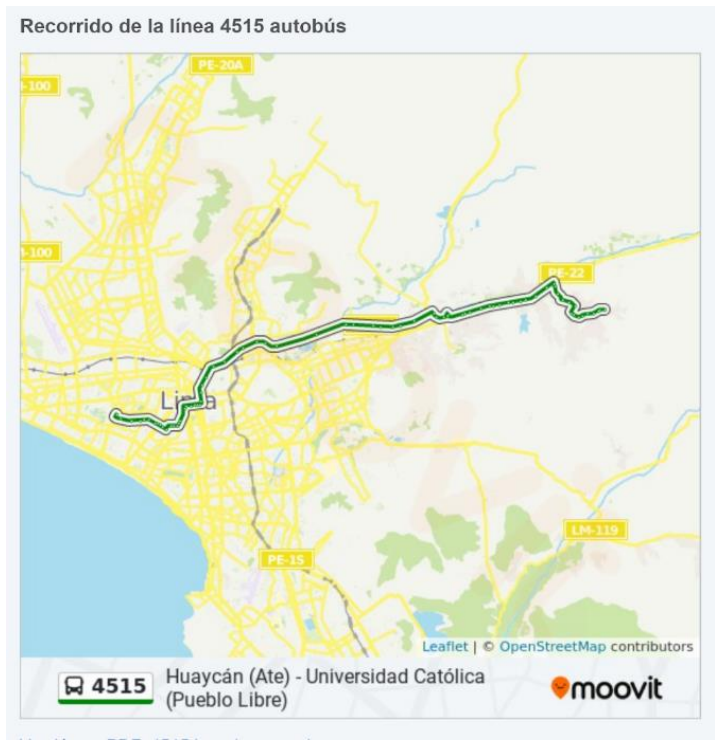 Recorrido de la línea 4515 autobús
PE-20A
-100
-100
PE-22
Lima
LM-119
PE-1S
Leaflet | © OpenStreetMap contributors
4515
Huaycán (Ate) - Universidad Católica
(Pueblo Libre)
moovit